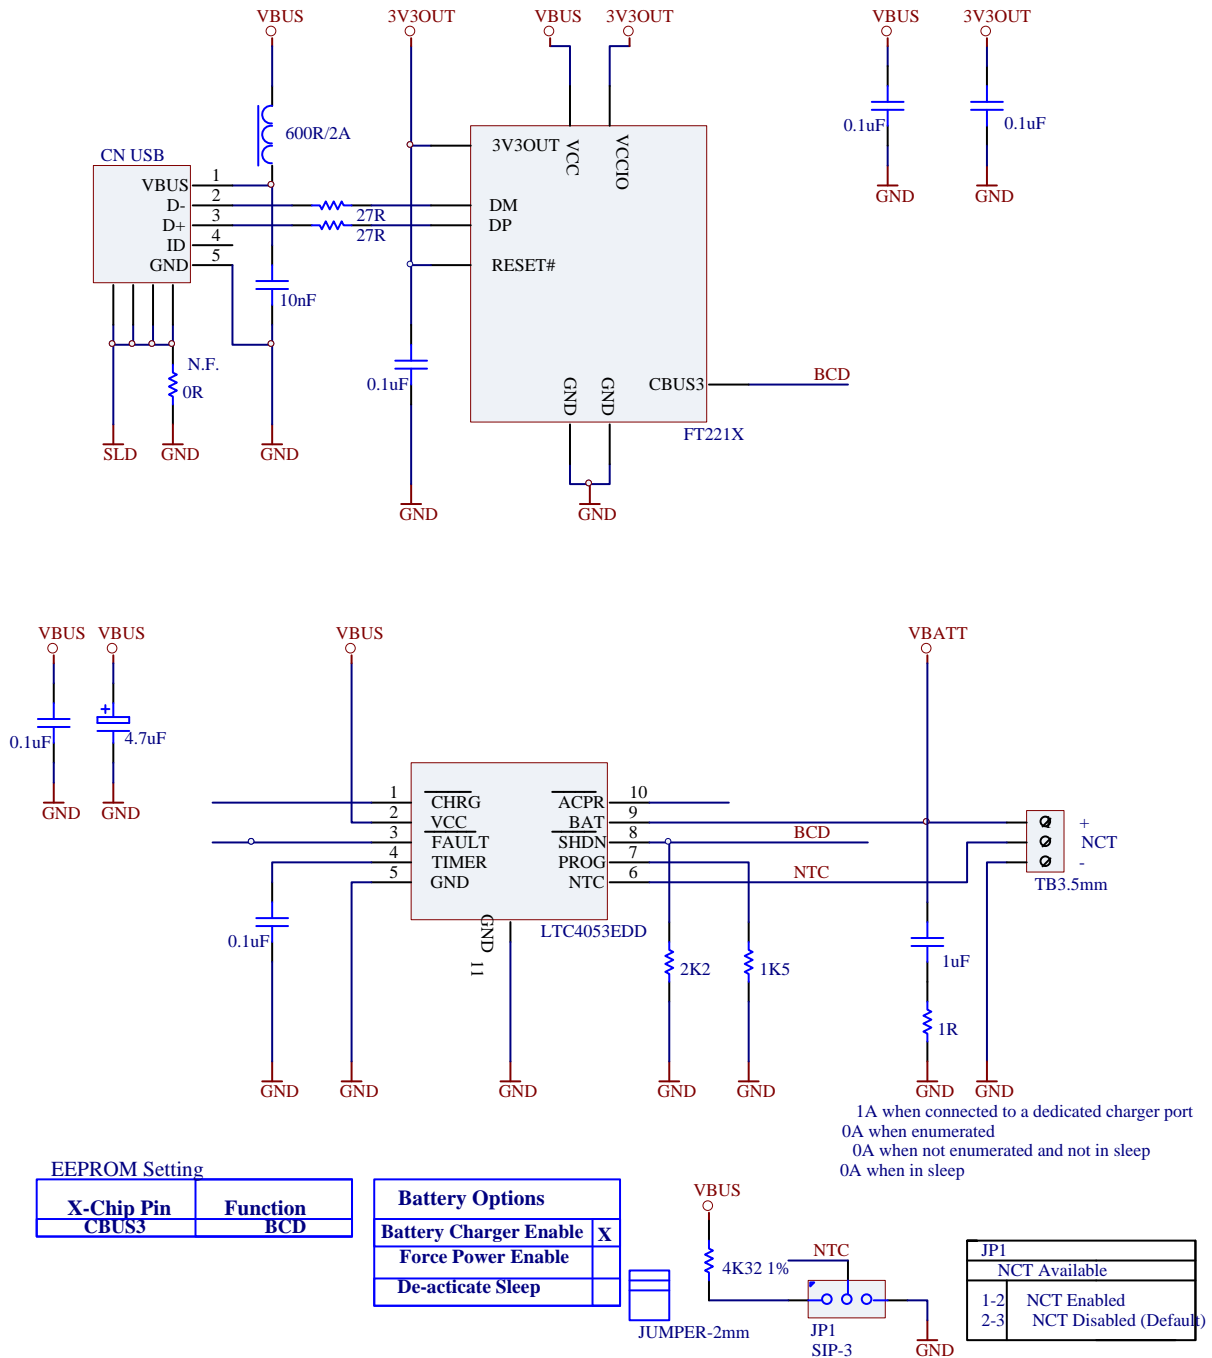 VBUS
3V3OUT
VBUS
3V3OUT
VBUS
3V3OUT
600R/2A
0.1uF
0.1uF
GND
GND
CN USB
VBUS
D-
D+
ID
GND
1
2
3
4
5
27R
27R
10nF
N.F.
0R
SLD
GND
GND
0.1uF
GND
3V3OUT
VCC
VCCIO
DM
DP
RESET#
GND
GND
CBUS3
BCD
FT221X
GND
VBUS
VBUS
0.1uF
4.7uF
GND
GND
VBUS
VBATT
1
2
3
4
5
CHRG
VCC
FAULT
TIMER
GND
ACPR
BAT
SHDN
PROG
NTC
10
9
8
7
6
BCD
NTC
GND
11
LTC4053EDD
+
NCT
-
TB3.5mm
0.1uF
2K2
1K5
1uF
1R
GND
GND
GND
GND
GND
GND
GND
1A when connected to a dedicated charger port
0A when enumerated
0A when not enumerated and not in sleep
0A when in sleep
EEPROM Setting
X-Chip Pin Function
CBUS3 BCD
Battery Options
Battery Charger Enable X
Force Power Enable
De-acticate Sleep
JUMPER-2mm
VBUS
4K32 1%
NTC
JP1
SIP-3
GND
JP1
NCT Available
1-2 NCT Enabled
2-3 NCT Disabled (Default)